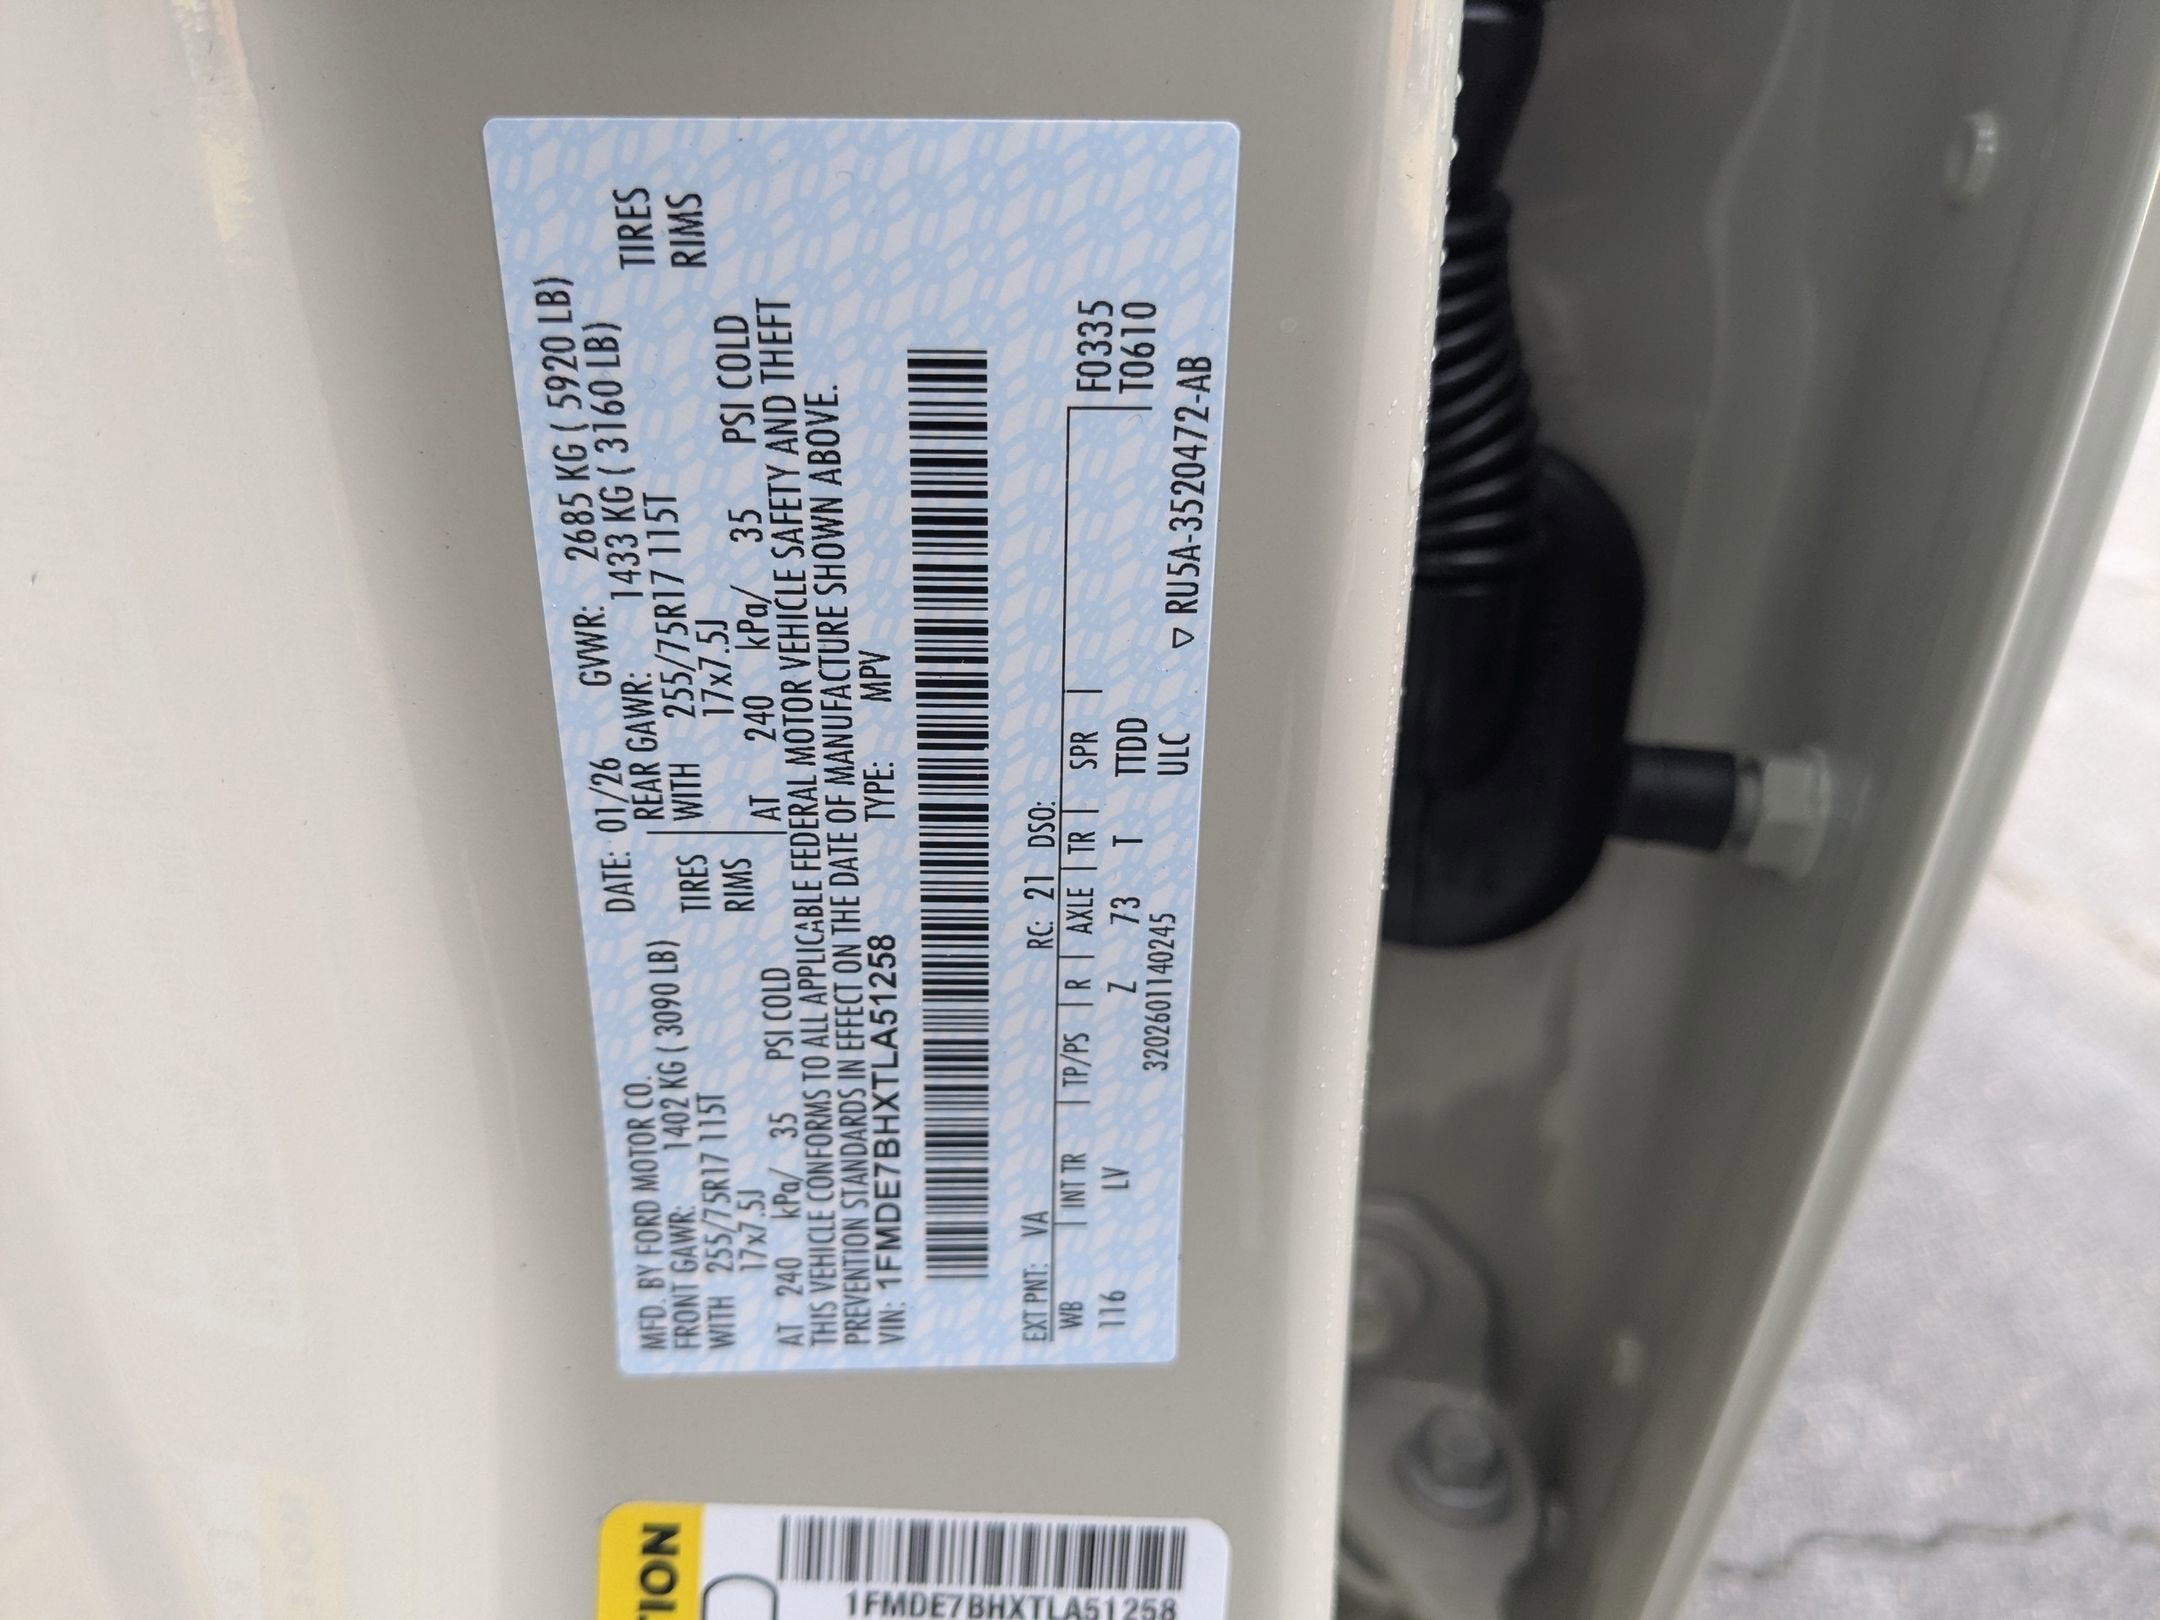 MFD. BY FORD MOTOR CO. DATE: 01/26 GVWR: 2685 KG ( 5920 LB)
FRONT GAWR: 1402 KG ( 3090 LB) REAR GAWR: 1433 KG ( 3160 LB)
WITH 255/75R17 115T TIRES WITH 255/75R17 115T TIRES
17x7.5J RIMS 17x7.5J RIMS
AT 240 kPa/ 35 PSI COLD AT 240 kPa/ 35 PSI COLD
THIS VEHICLE CONFORMS TO ALL APPLICABLE FEDERAL MOTOR VEHICLE SAFETY AND THEFT
PREVENTION STANDARDS IN EFFECT ON THE DATE OF MANUFACTURE SHOWN ABOVE.
VIN: 1FMDE7BHXTLA51258 TYPE: MPV
EXT PNT: VA RC: 21 DSO:
WB | INT TR | TP/PS | R | AXLE | TR | SPR | F0335
116 LV Z 73 T TTDD T0610
3202601140245 ULC ▽ RU5A-3520472-AB
TION
1FMDE7BHXTLA51258